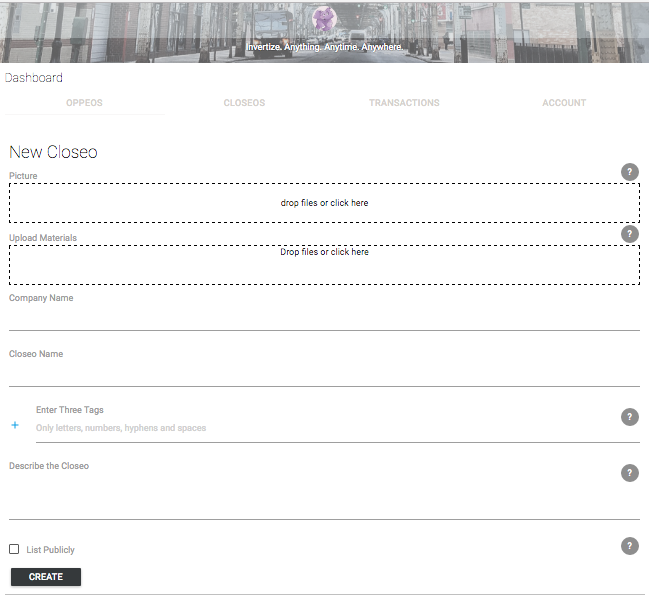 Invertize. Anything. Anytime. Anywhere.
Dashboard
OPPEOS CLOSEOS TRANSACTIONS ACCOUNT
New Closeo
Picture ?
drop files or click here
Upload Materials ?
Drop files or click here
Company Name
Closeo Name
Enter Three Tags ?
+ Only letters, numbers, hyphens and spaces
Describe the Closeo ?
List Publicly ?
CREATE